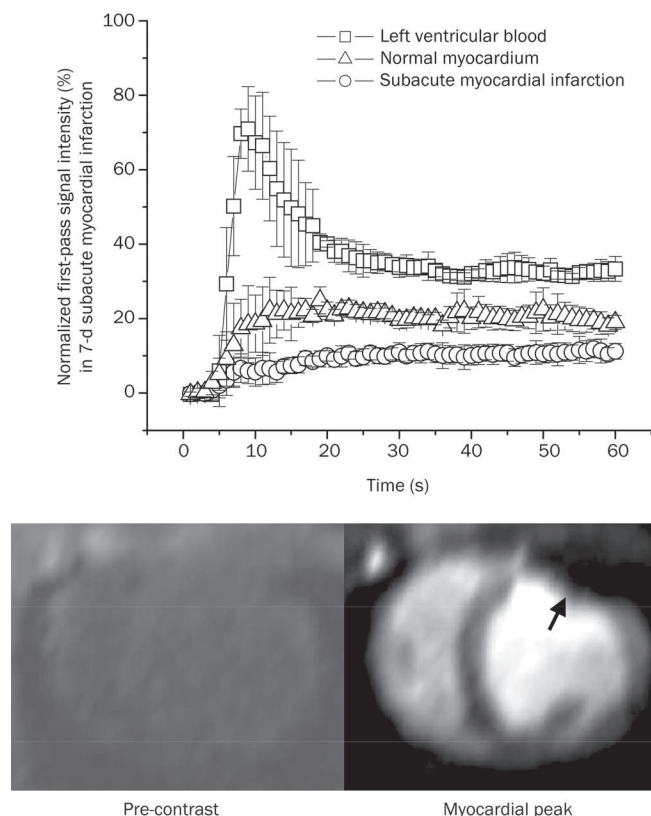 Normalized first-pass signal intensity (%)
in 7-d subacute myocardial infarction
100
80
60
40
20
0
Left ventricular blood
Normal myocardium
Subacute myocardial infarction
0 10 20 30 40 50 60
Time (s)
Pre-contrast Myocardial peak